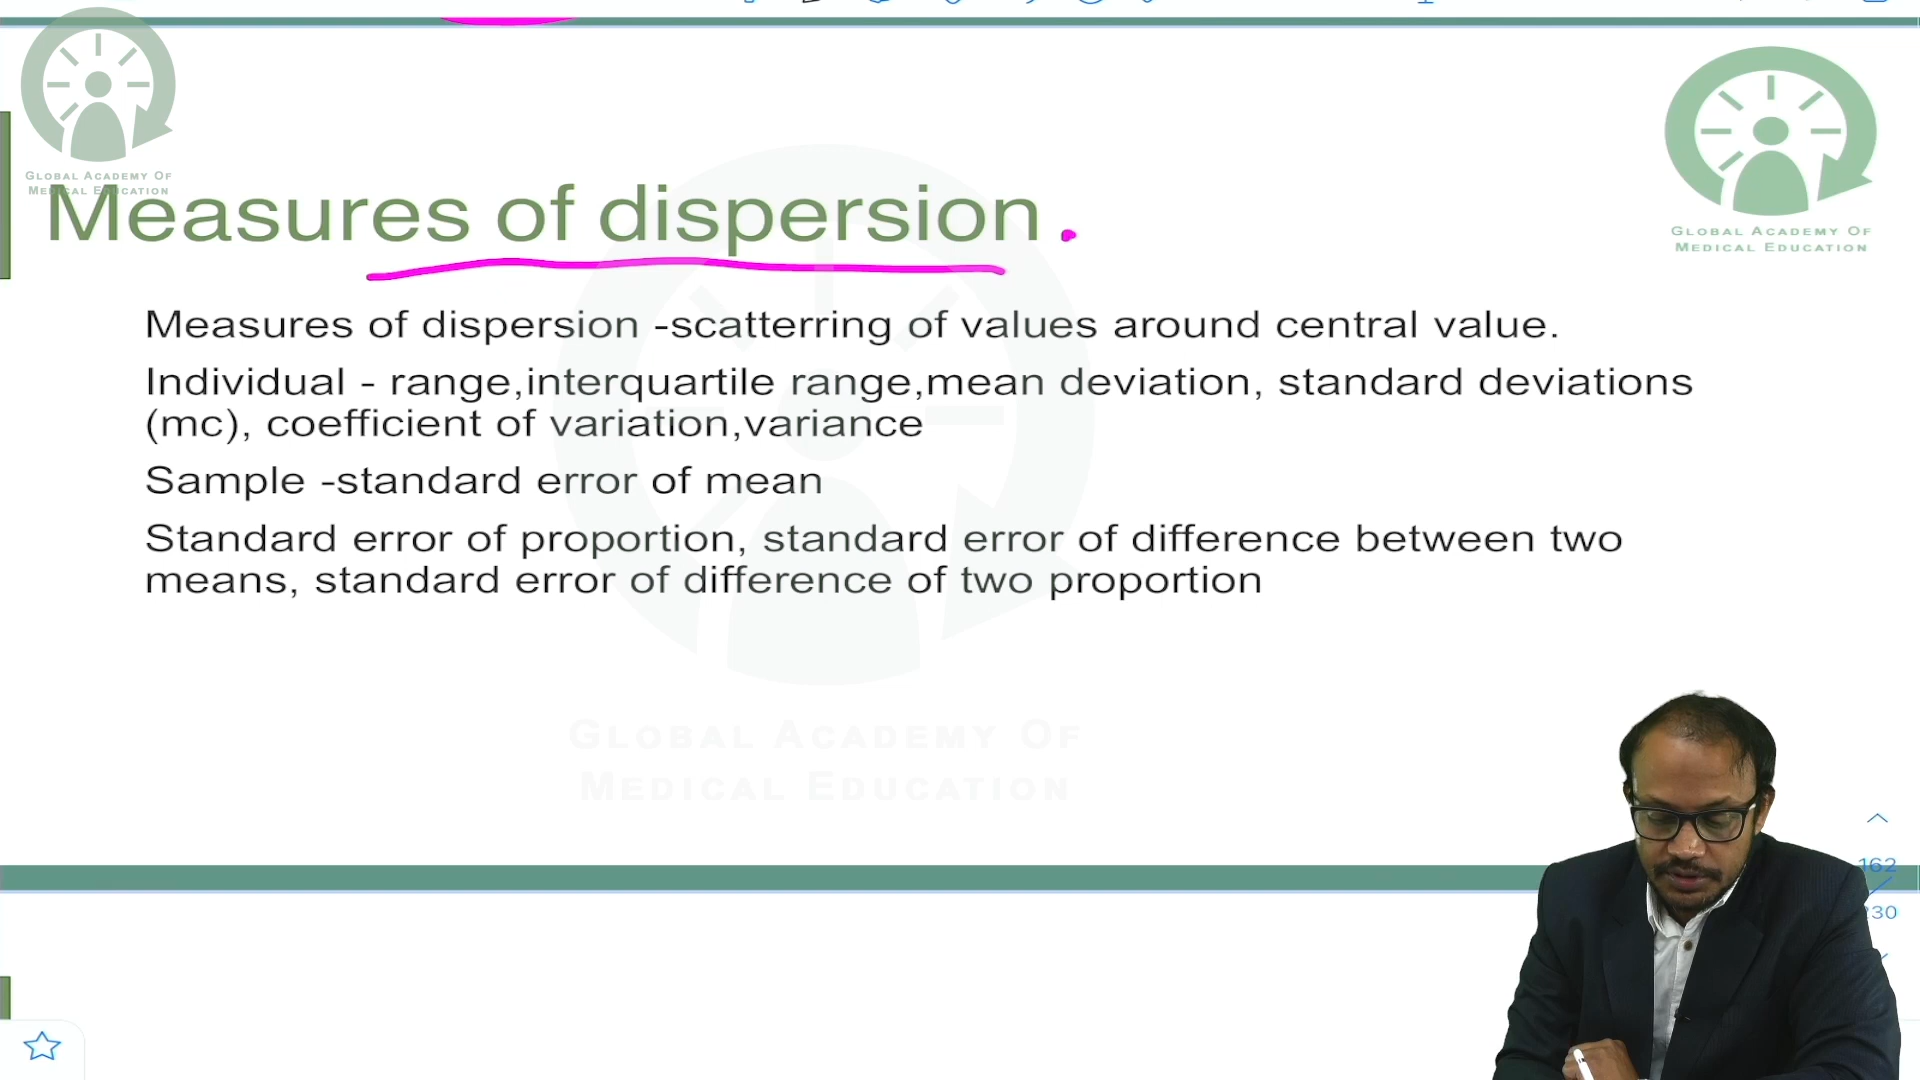 GLOBAL ACADEMY OF
MEDICAL EDUCATION
GLOBAL ACADEMY OF
MEDICAL EDUCATION
Measures of dispersion
Measures of dispersion -scatterring of values around central value.
Individual - range,interquartile range,mean deviation, standard deviations
(mc), coefficient of variation,variance
Sample -standard error of mean
Standard error of proportion, standard error of difference between two
means, standard error of difference of two proportion
GLOBAL ACADEMY OF
MEDICAL EDUCATION
162